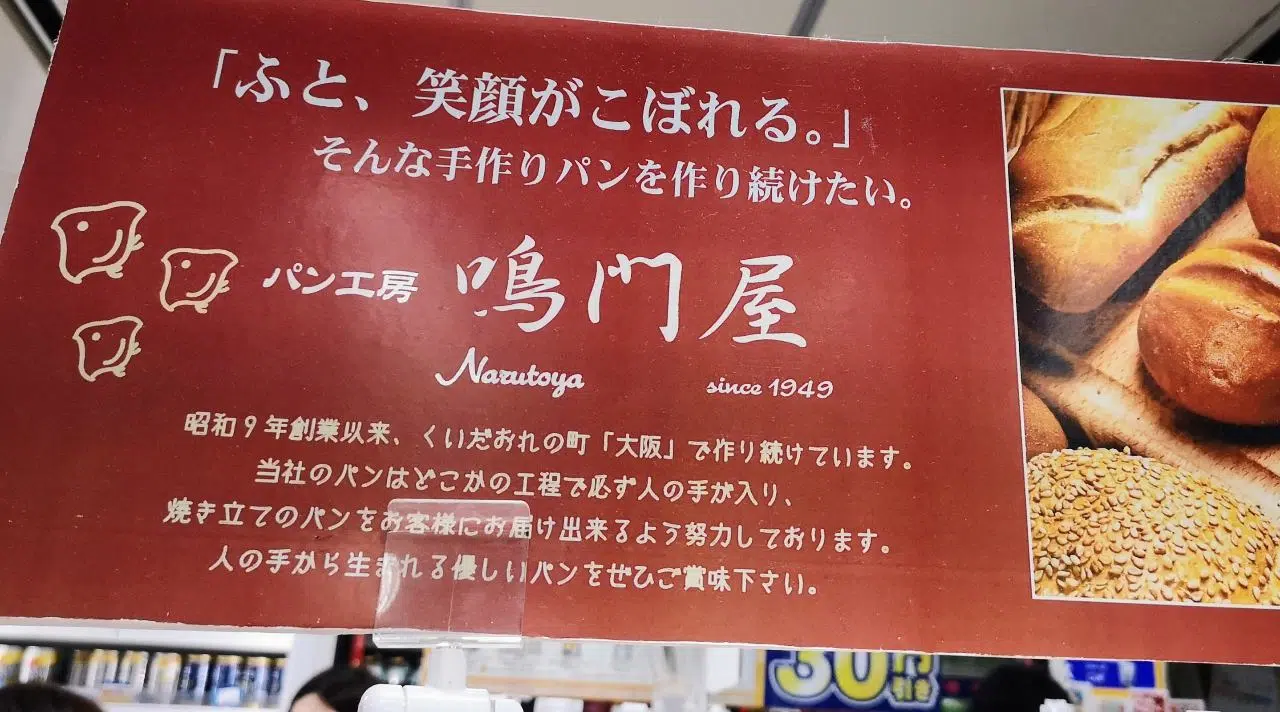 「ふと、笑顔がこぼれる。」
そんな手作りパンを作り続けたい。
パン工房 鳴門屋
Narutoya since 1949
昭和9年創業以来、くいだおれの町「大阪」で作り続けています。
当社のパンはどこかの工程で必ず人の手が入り、
焼き立てのパンをお客様にお届け出来るよう努力しております。
人の手から生まれる優しいパンをぜひご賞味下さい。
30円
引き